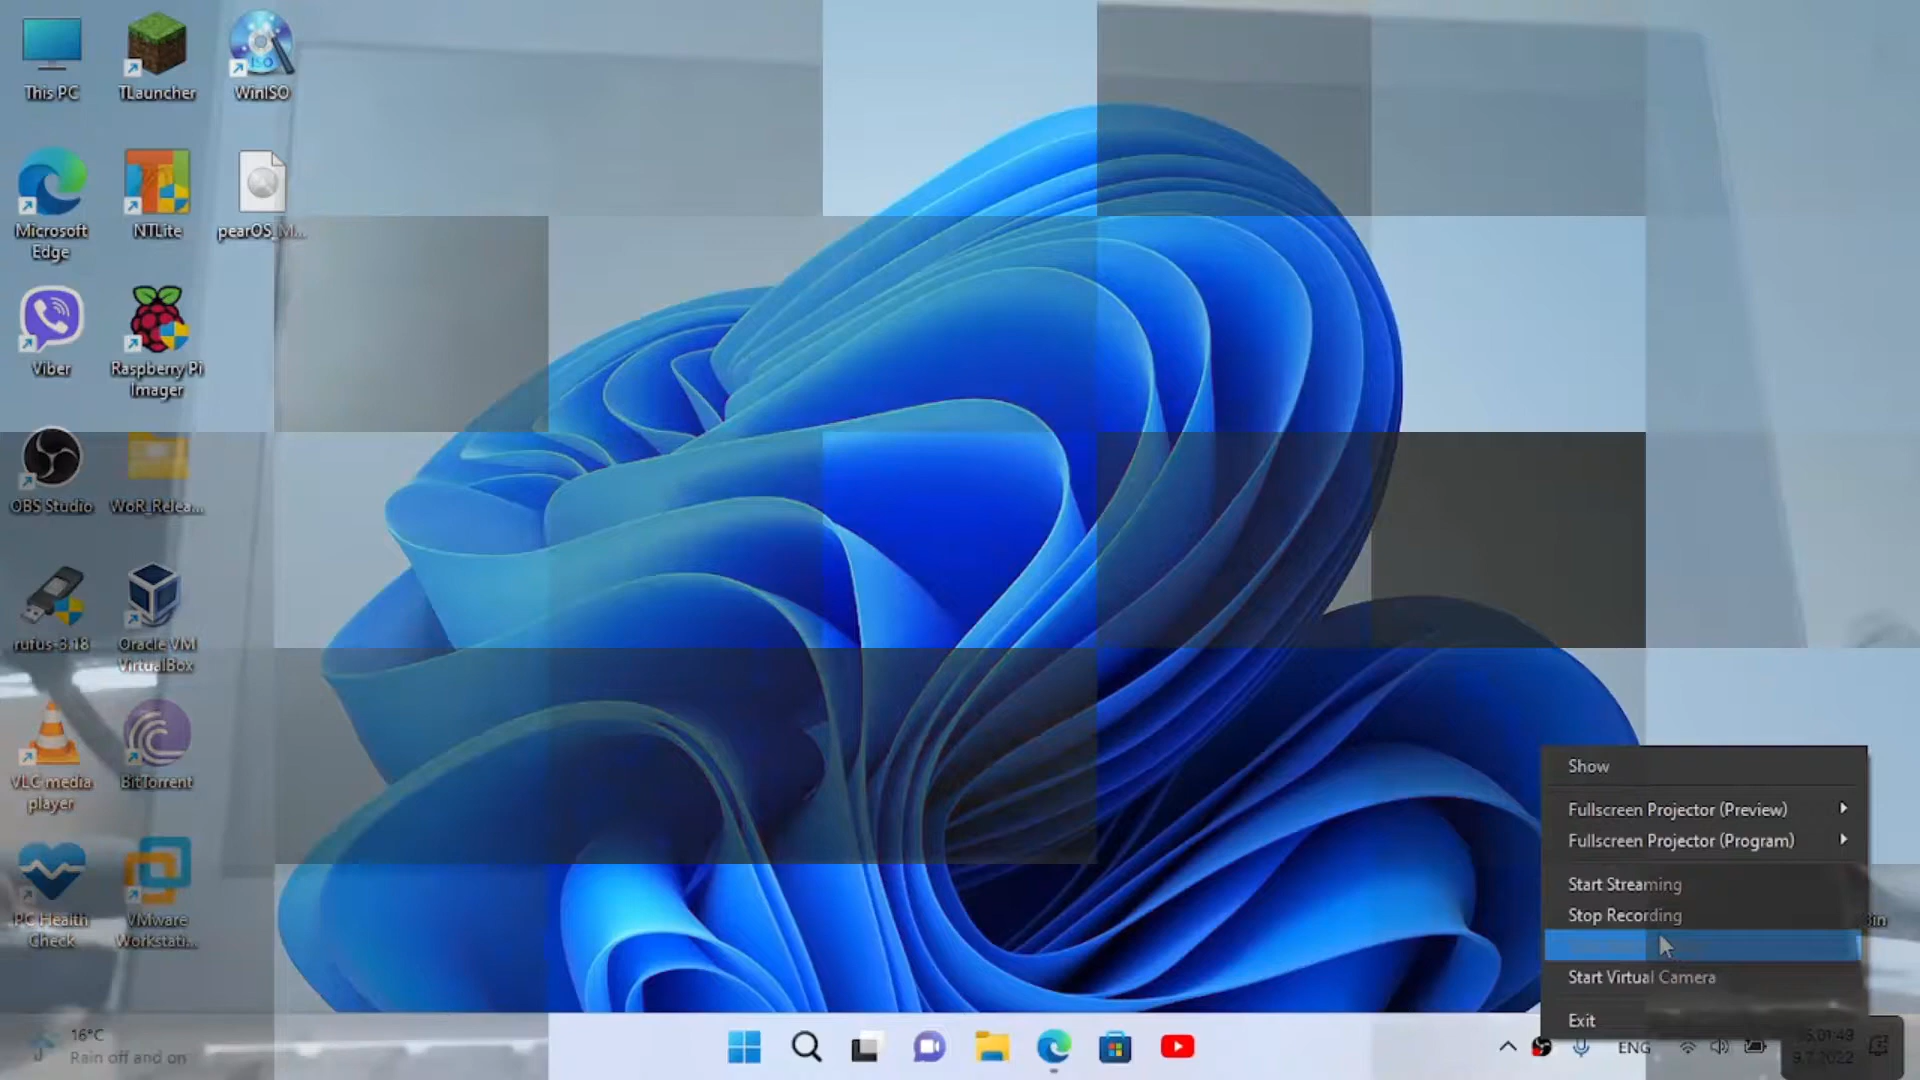 This PC
TLauncher
WinISO
ISO
Microsoft
Edge
NTLite
pearOS_M...
Viber
Raspberry Pi
Imager
OBS Studio
WoR_Relea...
rufus-3.18
Oracle VM
VirtualBox
VLC media
player
BitTorrent
PC Health
Check
VMware
Workstati...
Show
Fullscreen Projector (Preview)
Fullscreen Projector (Program)
Start Streaming
Stop Recording
Start Virtual Camera
Exit
16°C
Rain off and on
ENG